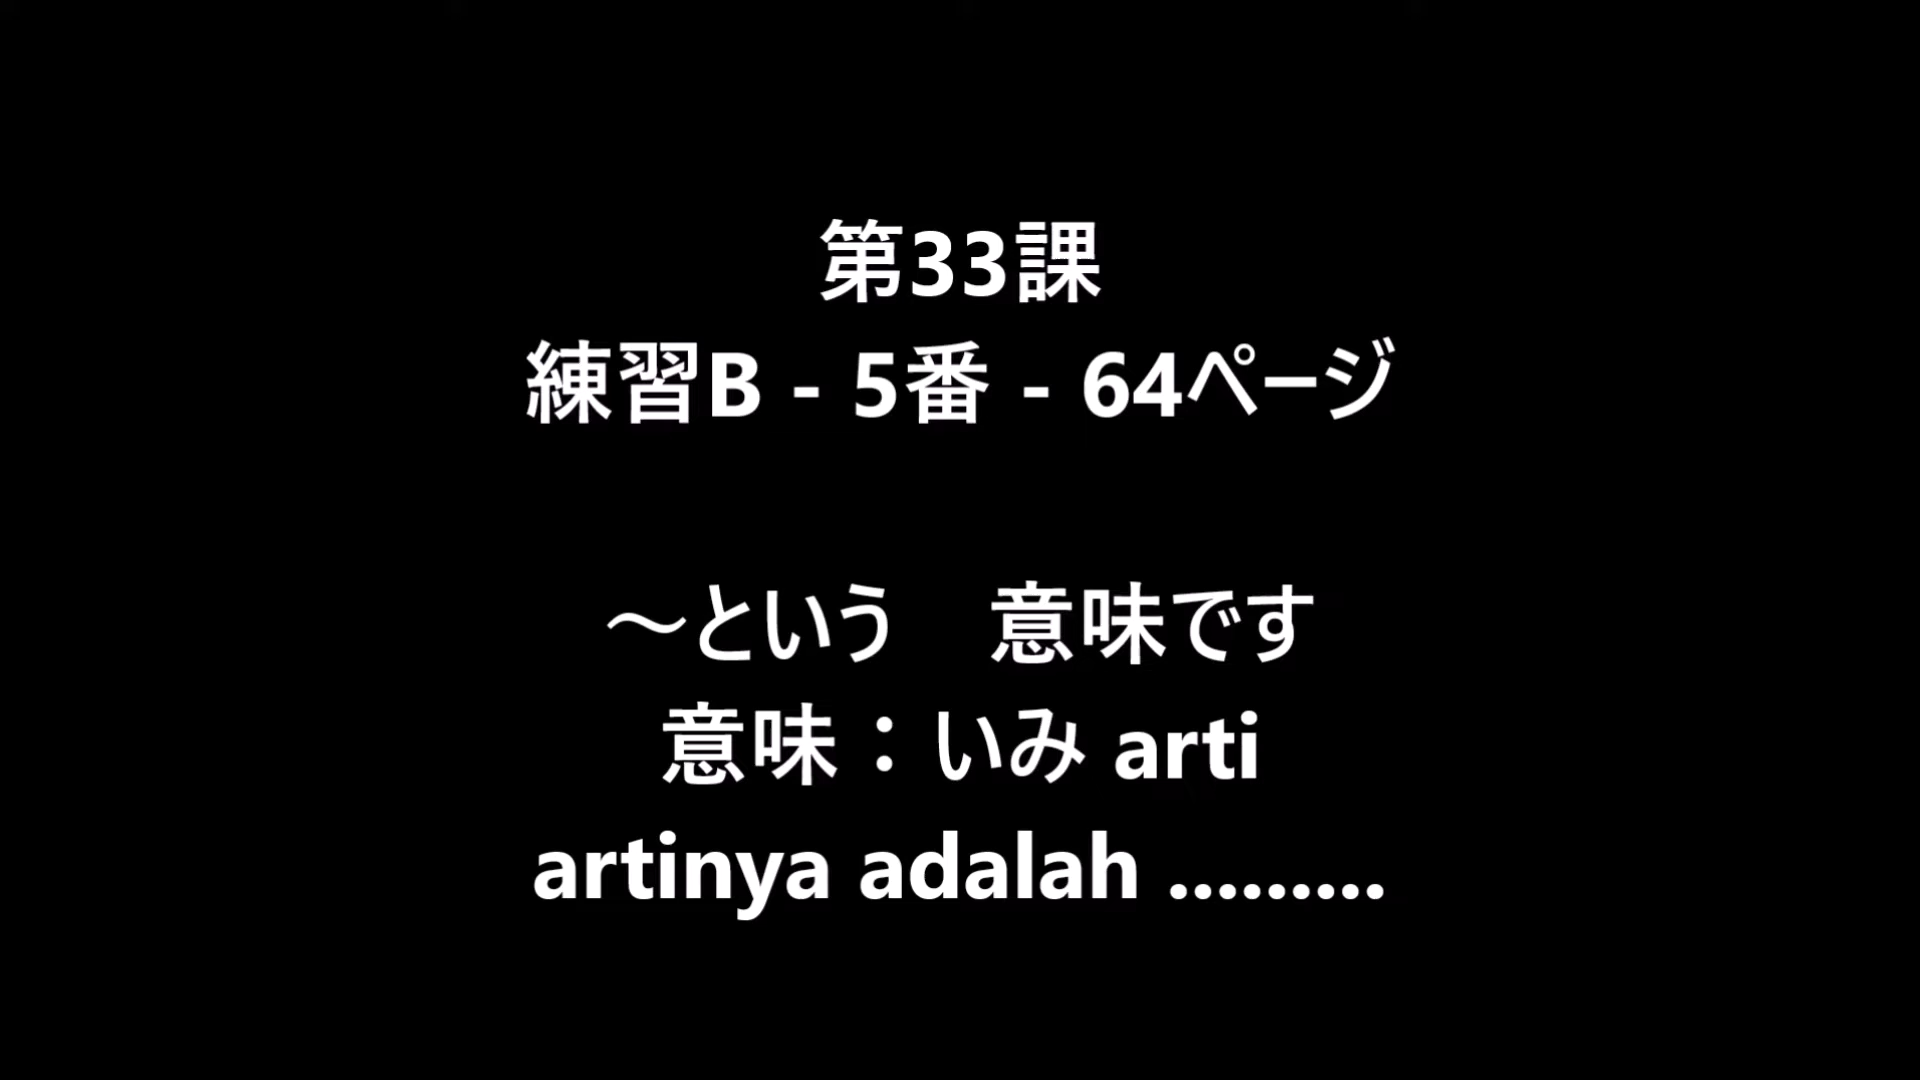 第33課
練習B - 5番 - 64ページ
～という　意味です
意味：いみ arti
artinya adalah .........